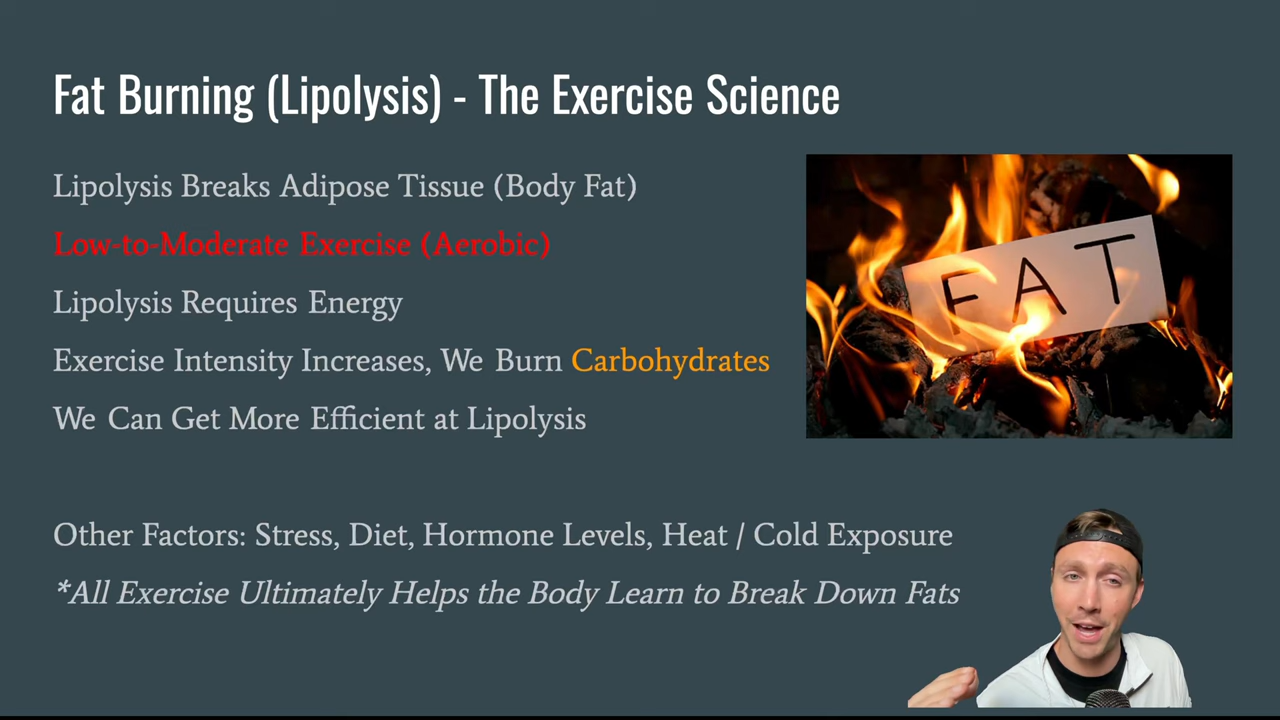 Fat Burning (Lipolysis) - The Exercise Science
Lipolysis Breaks Adipose Tissue (Body Fat)
Low-to-Moderate Exercise (Aerobic)
Lipolysis Requires Energy
Exercise Intensity Increases, We Burn Carbohydrates
We Can Get More Efficient at Lipolysis
FAT
Other Factors: Stress, Diet, Hormone Levels, Heat / Cold Exposure
*All Exercise Ultimately Helps the Body Learn to Break Down Fats